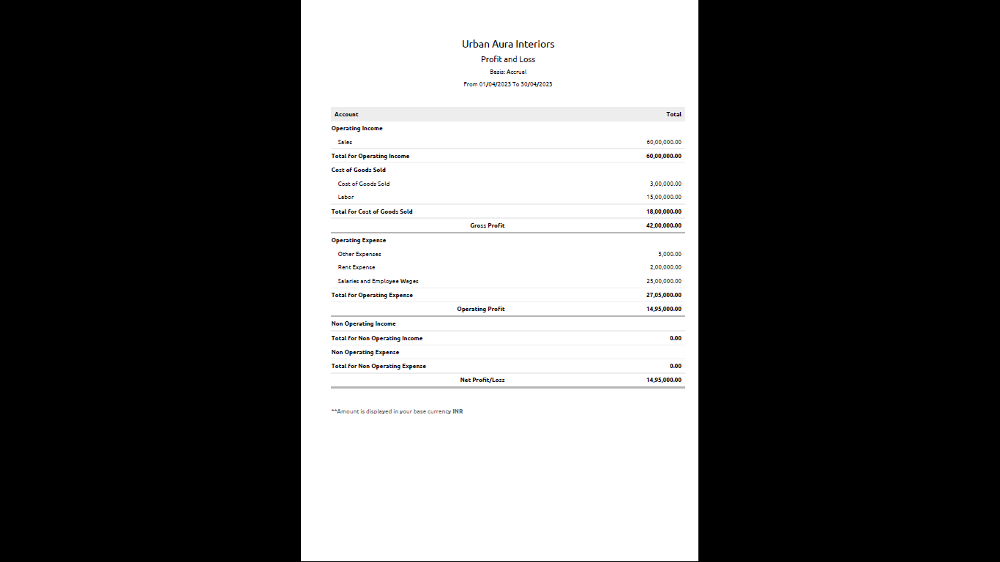 Urban Aura Interiors
Profit and Loss
Basis: Accrual
From 01/04/2023 To 30/04/2023
Account Total
Operating Income
Sales 60,00,000.00
Total for Operating Income 60,00,000.00
Cost of Goods Sold
Cost of Goods Sold 3,00,000.00
Labor 15,00,000.00
Total for Cost of Goods Sold 18,00,000.00
Gross Profit 42,00,000.00
Operating Expense
Other Expenses 5,000.00
Rent Expense 2,00,000.00
Salaries and Employee Wages 25,00,000.00
Total for Operating Expense 27,05,000.00
Operating Profit 14,95,000.00
Non Operating Income
Total for Non Operating Income 0.00
Non Operating Expense
Total for Non Operating Expense 0.00
Net Profit/Loss 14,95,000.00
**Amount is displayed in your base currency INR